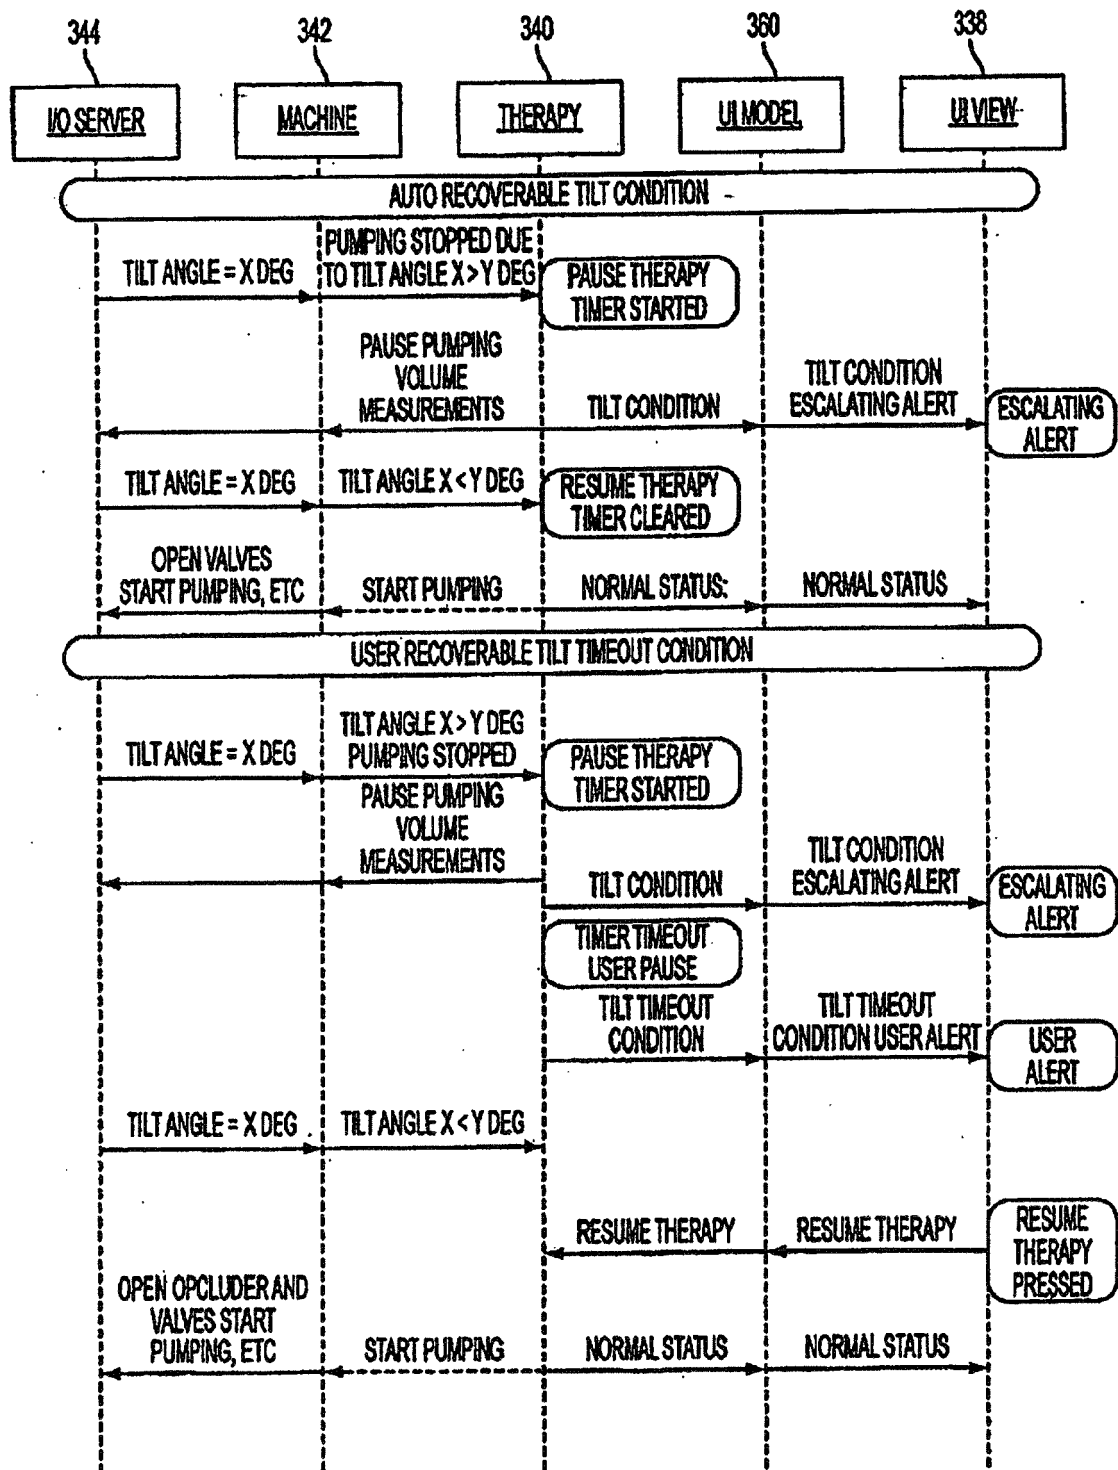 344
342
340
360
338
I/O SERVER
MACHINE
THERAPY
UI MODEL
UI VIEW
AUTO RECOVERABLE TILT CONDITION
TILT ANGLE = X DEG
PUMPING STOPPED DUE
TO TILT ANGLE X > Y DEG
PAUSE THERAPY
TIMER STARTED
PAUSE PUMPING
VOLUME
MEASUREMENTS
TILT CONDITION
TILT CONDITION
ESCALATING ALERT
ESCALATING
ALERT
TILT ANGLE = X DEG
TILT ANGLE X < Y DEG
RESUME THERAPY
TIMER CLEARED
OPEN VALVES
START PUMPING, ETC
START PUMPING
NORMAL STATUS:
NORMAL STATUS
USER RECOVERABLE TILT TIMEOUT CONDITION
TILT ANGLE = X DEG
TILT ANGLE X > Y DEG
PUMPING STOPPED
PAUSE THERAPY
TIMER STARTED
PAUSE PUMPING
VOLUME
MEASUREMENTS
TILT CONDITION
TILT CONDITION
ESCALATING ALERT
ESCALATING
ALERT
TIMER TIMEOUT
USER PAUSE
TILT TIMEOUT
CONDITION
TILT TIMEOUT
CONDITION USER ALERT
USER
ALERT
TILT ANGLE = X DEG
TILT ANGLE X < Y DEG
RESUME THERAPY
RESUME THERAPY
RESUME
THERAPY
PRESSED
OPEN OPCLUDER AND
VALVES START
PUMPING, ETC
START PUMPING
NORMAL STATUS
NORMAL STATUS